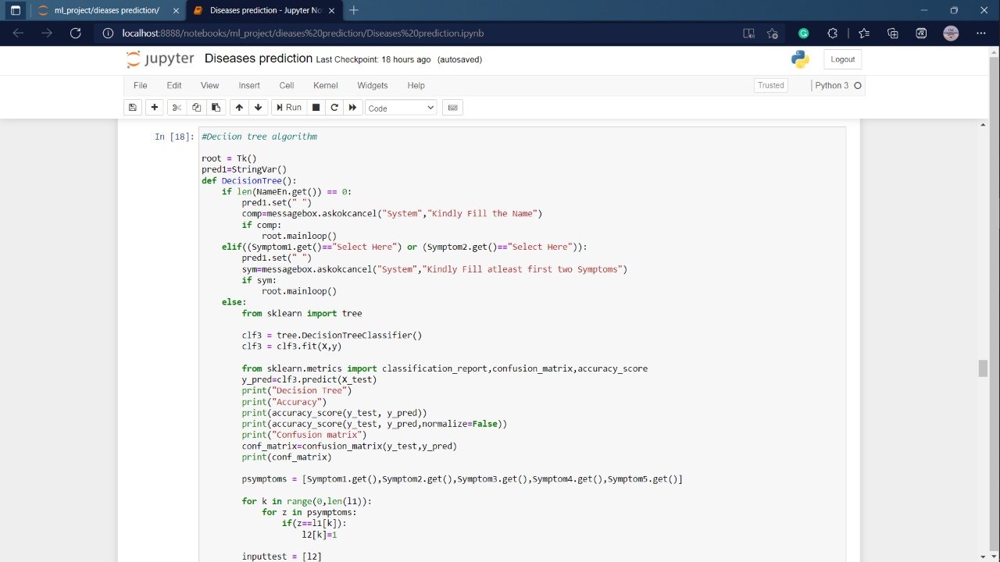 ml_project/dieases prediction/
Diseases prediction - Jupyter No
localhost:8888/notebooks/ml_project/dieases%20prediction/Diseases%20prediction.ipynb
jupyter Diseases prediction Last Checkpoint: 18 hours ago (autosaved)
Logout
File Edit View Insert Cell Kernel Widgets Help
Trusted
Python 3
Run
Code
In [18]: #Deciion tree algorithm
root = Tk()
pred1=StringVar()
def DecisionTree():
    if len(NameEn.get()) == 0:
        pred1.set(" ")
        comp=messagebox.askokcancel("System","Kindly Fill the Name")
        if comp:
            root.mainloop()
    elif((Symptom1.get()=="Select Here") or (Symptom2.get()=="Select Here")):
        pred1.set(" ")
        sym=messagebox.askokcancel("System","Kindly Fill atleast first two Symptoms")
        if sym:
            root.mainloop()
    else:
        from sklearn import tree
        clf3 = tree.DecisionTreeClassifier()
        clf3 = clf3.fit(X,y)
        from sklearn.metrics import classification_report,confusion_matrix,accuracy_score
        y_pred=clf3.predict(X_test)
        print("Decision Tree")
        print("Accuracy")
        print(accuracy_score(y_test, y_pred))
        print(accuracy_score(y_test, y_pred,normalize=False))
        print("Confusion matrix")
        conf_matrix=confusion_matrix(y_test,y_pred)
        print(conf_matrix)
        psymptoms = [Symptom1.get(),Symptom2.get(),Symptom3.get(),Symptom4.get(),Symptom5.get()]
        for k in range(0,len(l1)):
            for z in psymptoms:
                if(z==l1[k]):
                    l2[k]=1
        inputtest = [l2]